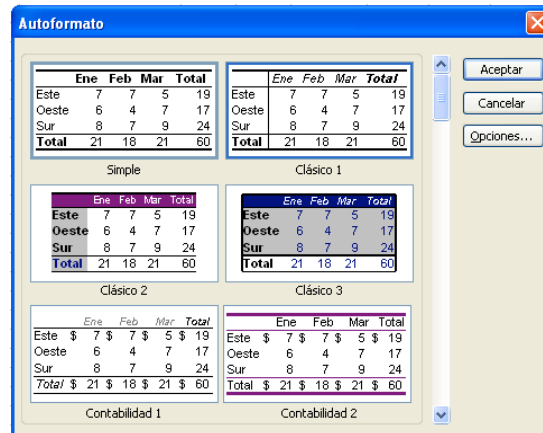 Autoformato
Ene Feb Mar Total
Este 7 7 5 19
Oeste 6 4 7 17
Sur 8 7 9 24
Total 21 18 21 60
Simple
Ene Feb Mar Total
Este 7 7 5 19
Oeste 6 4 7 17
Sur 8 7 9 24
Total 21 18 21 60
Clásico 1
Aceptar
Cancelar
Opciones...
Ene Feb Mar Total
Este 7 7 5 19
Oeste 6 4 7 17
Sur 8 7 9 24
Total 21 18 21 60
Clásico 2
Ene Feb Mar Total
Este 7 7 5 19
Oeste 6 4 7 17
Sur 8 7 9 24
Total 21 18 21 60
Clásico 3
Ene Feb Mar Total
Este $ 7 $ 7 $ 5 $ 19
Oeste 6 4 7 17
Sur 8 7 9 24
Total $ 21 $ 18 $ 21 $ 60
Contabilidad 1
Ene Feb Mar Total
Este $ 7 $ 7 $ 5 $ 19
Oeste 6 4 7 17
Sur 8 7 9 24
Total $ 21 $ 18 $ 21 $ 60
Contabilidad 2